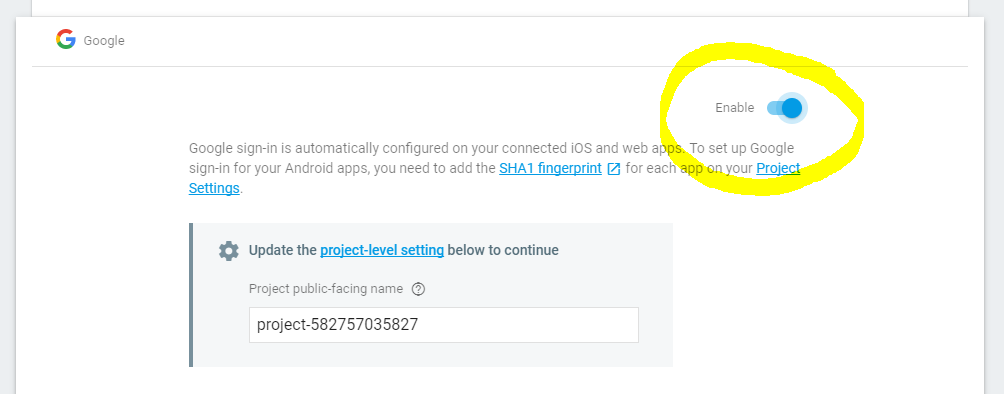 Google
Enable
Google sign-in is automatically configured on your connected iOS and web apps. To set up Google
sign-in for your Android apps, you need to add the SHA1 fingerprint for each app on your Project
Settings.
Update the project-level setting below to continue
Project public-facing name
project-582757035827